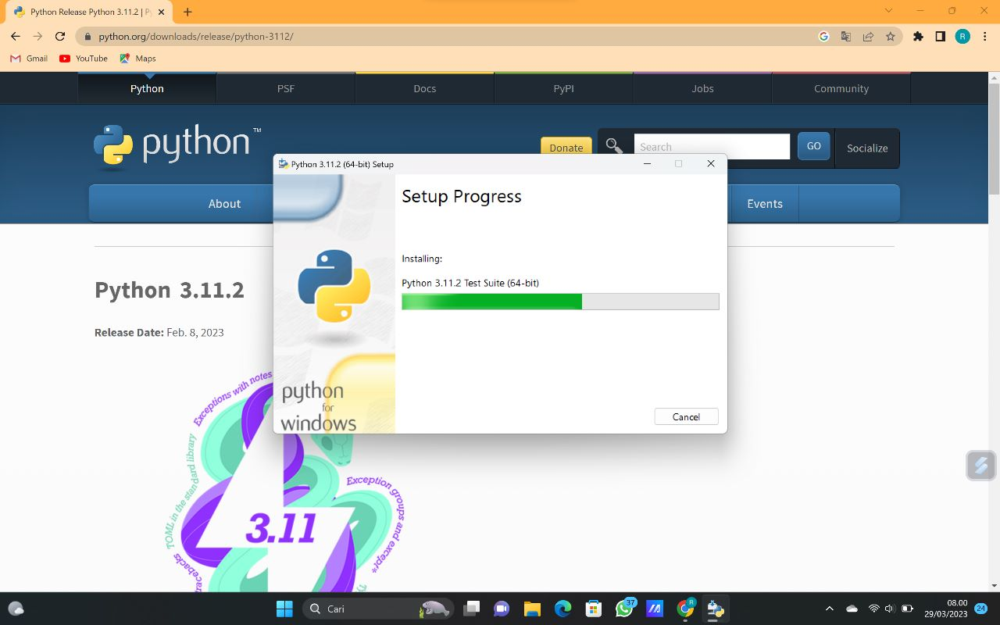 Python Release Python 3.11.2 | Py
python.org/downloads/release/python-3112/
R
Gmail
YouTube
Maps
Python
PSF
Docs
PyPI
Jobs
Community
python™
Donate
Search
GO
Socialize
About
Events
Python 3.11.2 (64-bit) Setup
Setup Progress
Installing:
Python 3.11.2 Test Suite (64-bit)
python
for
windows
Cancel
Python 3.11.2
Release Date: Feb. 8, 2023
Exceptions with notes
TOML in the standard library
Exception groups and except*
3.11
Cari
37
R
08.00
29/03/2023
24